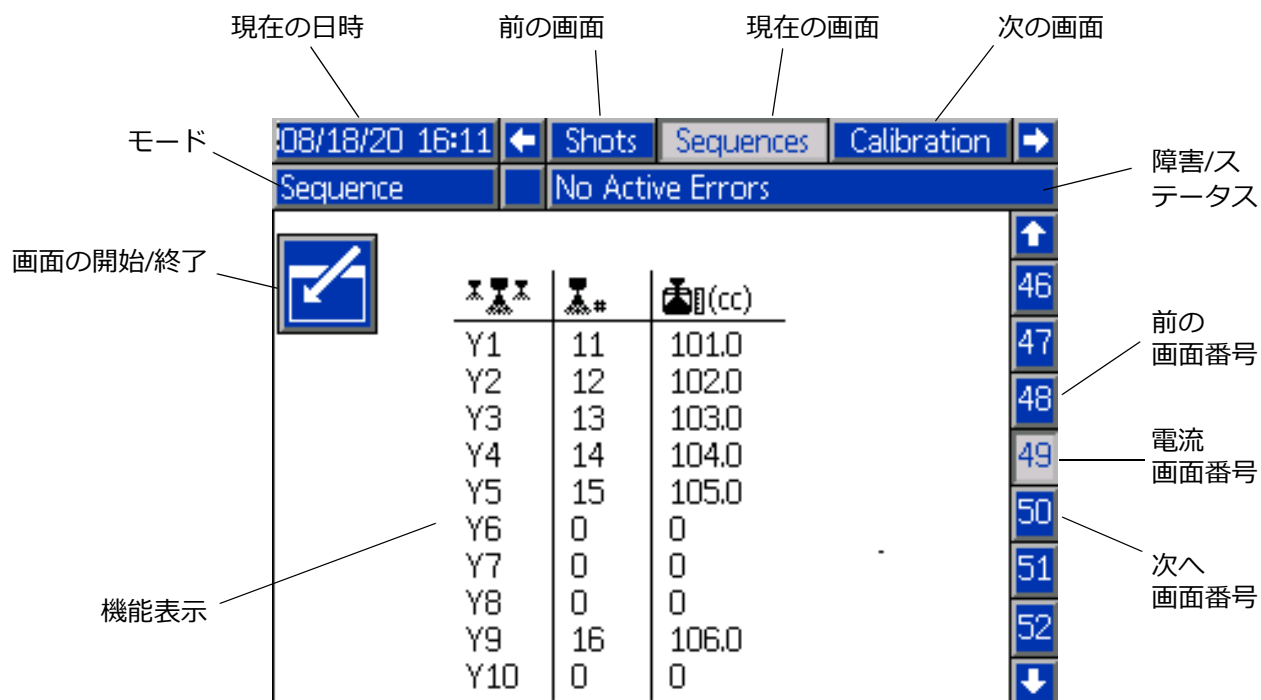 現在の日時
前の画面
現在の画面
次の画面
モード
08/18/20 16:11
Shots
Sequences
Calibration
障害/ス
テータス
Sequence
No Active Errors
画面の開始/終了
#
(cc)
46
Y1 11 101.0
47
前の
画面番号
Y2 12 102.0
48
Y3 13 103.0
Y4 14 104.0
49
電流
画面番号
Y5 15 105.0
50
Y6 0 0
Y7 0 0
51
次へ
画面番号
機能表示
Y8 0 0
52
Y9 16 106.0
Y10 0 0